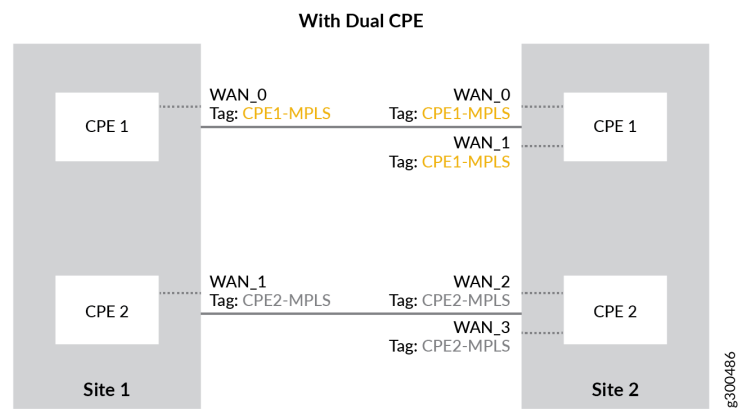 With Dual CPE
WAN_0
Tag: CPE1-MPLS
WAN_0
Tag: CPE1-MPLS
CPE 1
CPE 1
WAN_1
Tag: CPE1-MPLS
WAN_1
Tag: CPE2-MPLS
WAN_2
Tag: CPE2-MPLS
CPE 2
CPE 2
WAN_3
Tag: CPE2-MPLS
Site 1
Site 2
g300486